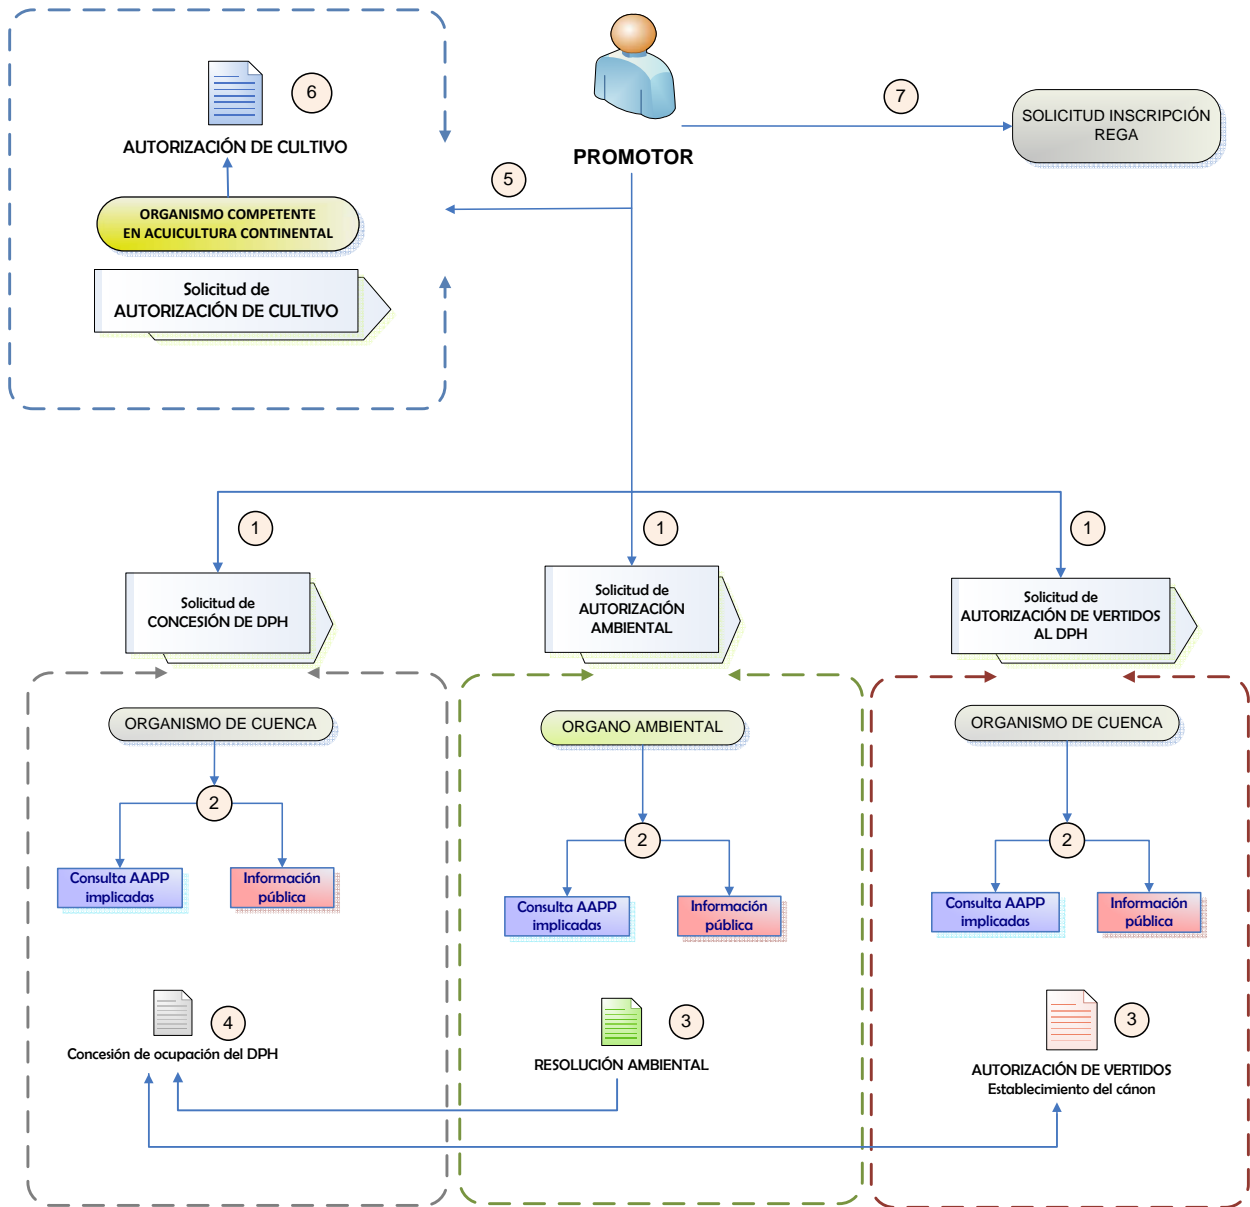 6
AUTORIZACIÓN DE CULTIVO
ORGANISMO COMPETENTE
EN ACUICULTURA CONTINENTAL
Solicitud de
AUTORIZACIÓN DE CULTIVO
PROMOTOR
5
7
SOLICITUD INSCRIPCIÓN
REGA
1
1
1
Solicitud de
CONCESIÓN DE DPH
Solicitud de
AUTORIZACIÓN
AMBIENTAL
Solicitud de
AUTORIZACIÓN DE VERTIDOS
AL DPH
ORGANISMO DE CUENCA
2
Consulta AAPP
implicadas
Información
pública
4
Concesión de ocupación del DPH
ORGANO AMBIENTAL
2
Consulta AAPP
implicadas
Información
pública
3
RESOLUCIÓN AMBIENTAL
ORGANISMO DE CUENCA
2
Consulta AAPP
implicadas
Información
pública
3
AUTORIZACIÓN DE VERTIDOS
Establecimiento del cánon